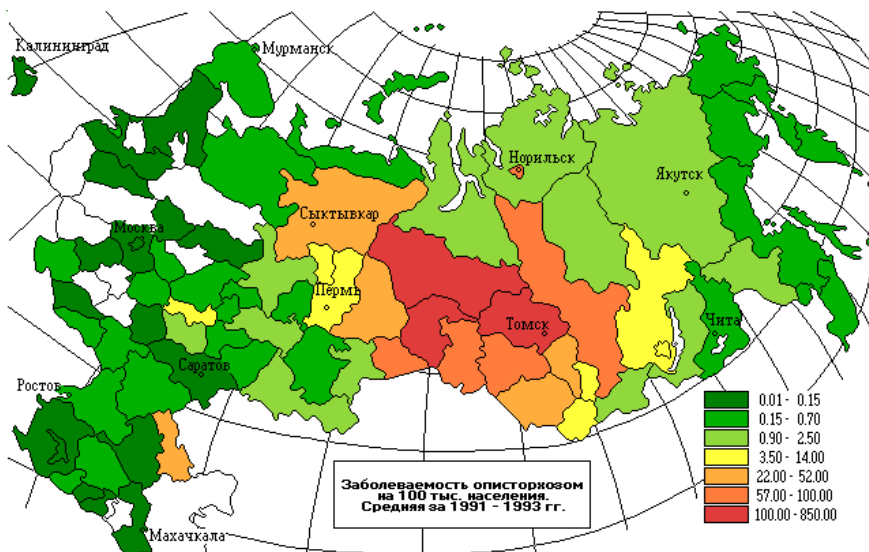 Калининград
Мурманск
Норильск
Якутск
Сыктывкар
Москва
Пермь
Томск
Чита
Саратов
Ростов
Махачкала
0.01 - 0.15
0.15 - 0.70
0.90 - 2.50
3.50 - 14.00
22.00 - 52.00
57.00 - 100.00
100.00 - 850.00
Заболеваемость описторхозом
на 100 тыс. населения.
Средняя за 1991 - 1993 гг.